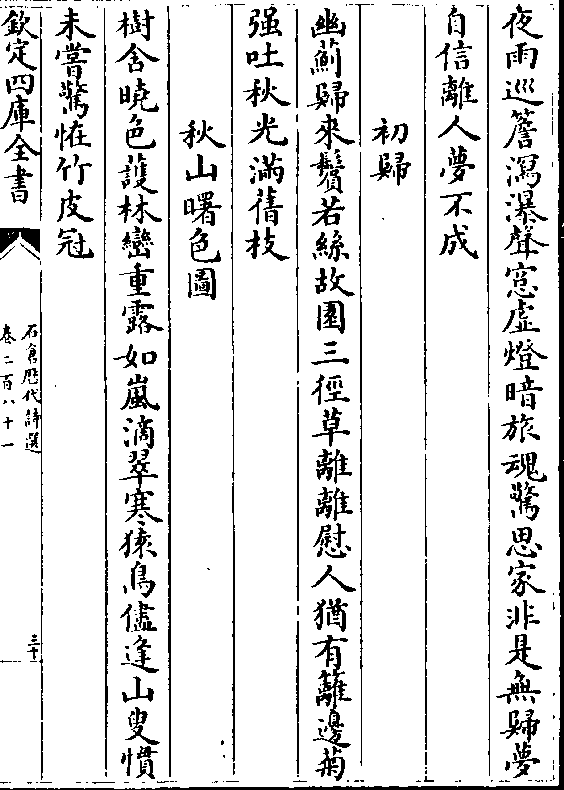 夜雨巡簷瀉瀑聲窓虛燈暗旅魂驚思家非是無歸夢
自信離人夢不成
初歸
幽薊歸來鬢若絲故園三徑草離離慰人猶有籬邊菊
强吐秋光滿舊枝
秋山曙色圖
樹含曉色護林巒重露如嵐滴翠寒猿鳥儘逢山叟慣
未嘗驚怪竹皮冠
欽定四庫全書
石倉歷代詩選
卷二百八十一
三十